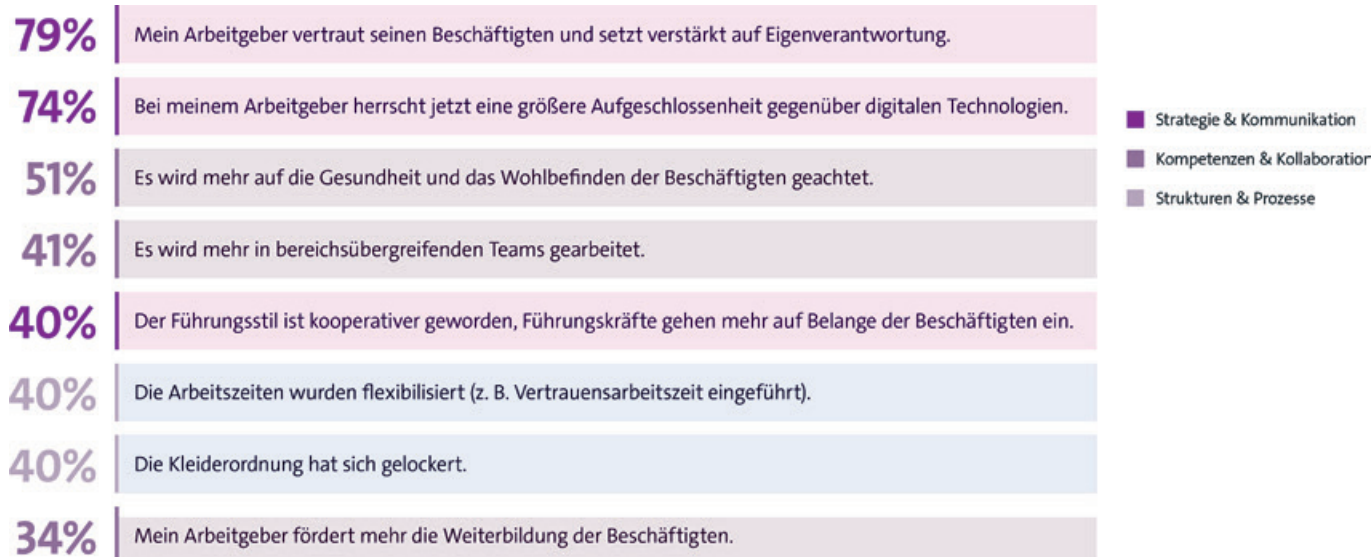 79% Mein Arbeitgeber vertraut seinen Beschäftigten und setzt verstärkt auf Eigenverantwortung.
74% Bei meinem Arbeitgeber herrscht jetzt eine größere Aufgeschlossenheit gegenüber digitalen Technologien.
51% Es wird mehr auf die Gesundheit und das Wohlbefinden der Beschäftigten geachtet.
41% Es wird mehr in bereichsübergreifenden Teams gearbeitet.
40% Der Führungsstil ist kooperativer geworden, Führungskräfte gehen mehr auf Belange der Beschäftigten ein.
40% Die Arbeitszeiten wurden flexibilisiert (z. B. Vertrauensarbeitszeit eingeführt).
40% Die Kleiderordnung hat sich gelockert.
34% Mein Arbeitgeber fördert mehr die Weiterbildung der Beschäftigten.
Strategie & Kommunikation
Kompetenzen & Kollaboration
Strukturen & Prozesse